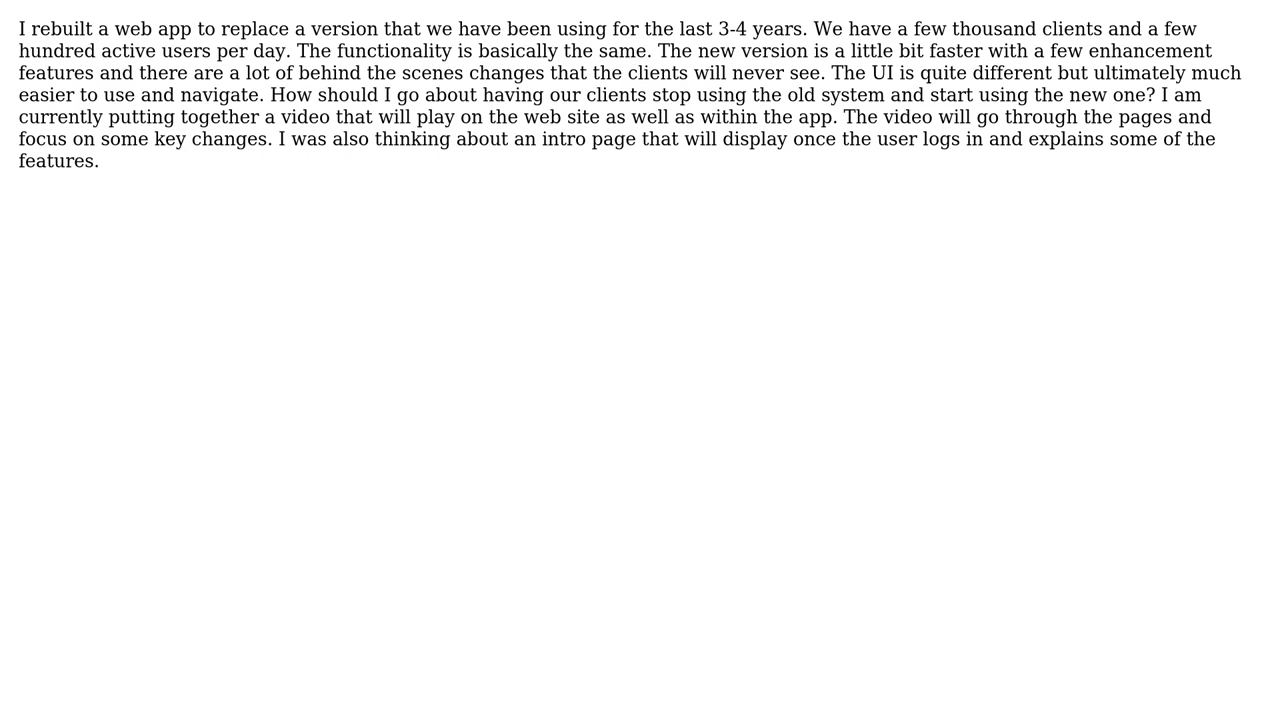 I rebuilt a web app to replace a version that we have been using for the last 3-4 years. We have a few thousand clients and a few
hundred active users per day. The functionality is basically the same. The new version is a little bit faster with a few enhancement
features and there are a lot of behind the scenes changes that the clients will never see. The UI is quite different but ultimately much
easier to use and navigate. How should I go about having our clients stop using the old system and start using the new one? I am
currently putting together a video that will play on the web site as well as within the app. The video will go through the pages and
focus on some key changes. I was also thinking about an intro page that will display once the user logs in and explains some of the
features.